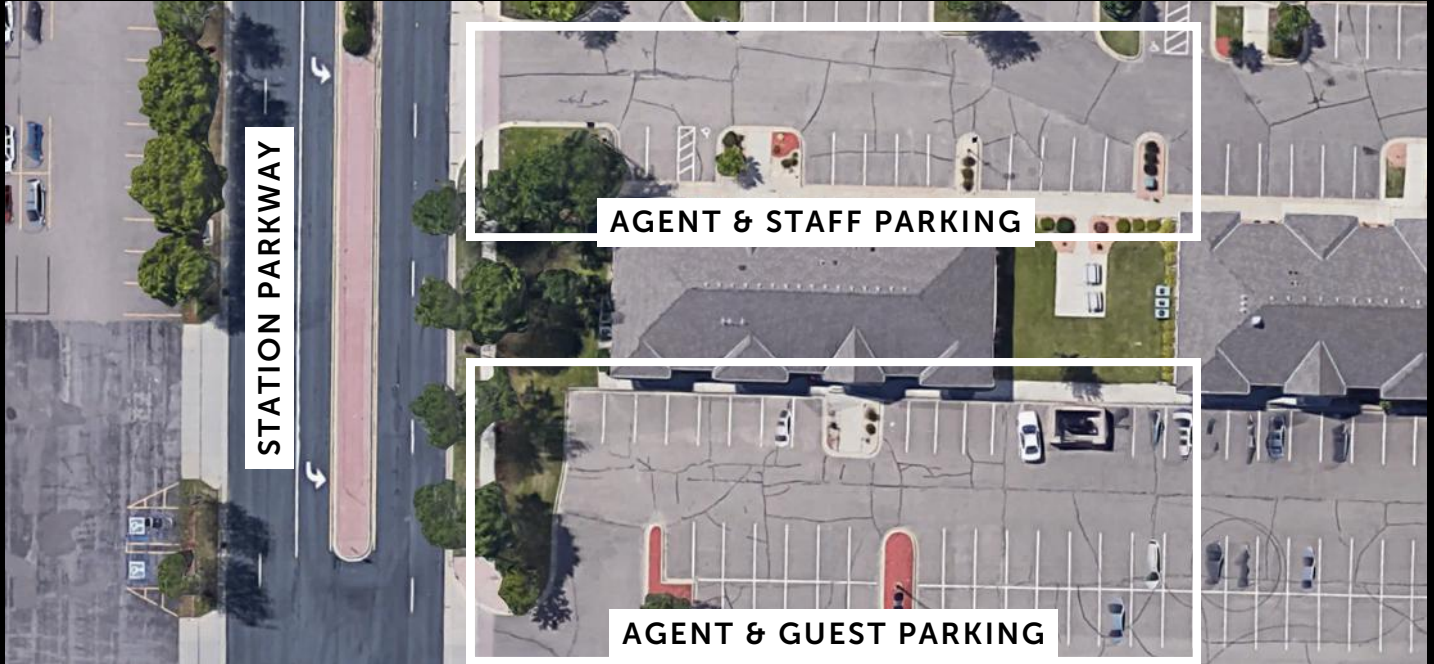 STATION PARKWAY
AGENT & STAFF PARKING
AGENT & GUEST PARKING